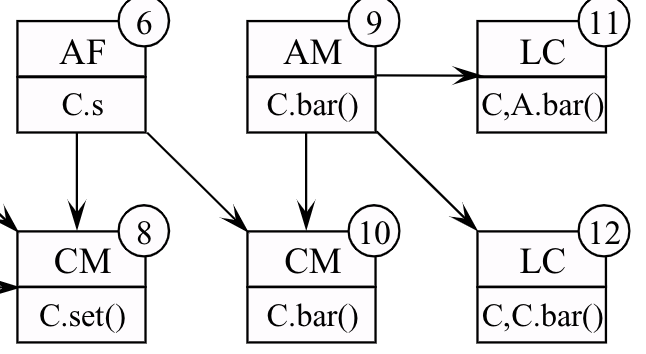 6
AF
C.s
9
AM
C.bar()
11
LC
C,A.bar()
8
CM
C.set()
10
CM
C.bar()
12
LC
C,C.bar()